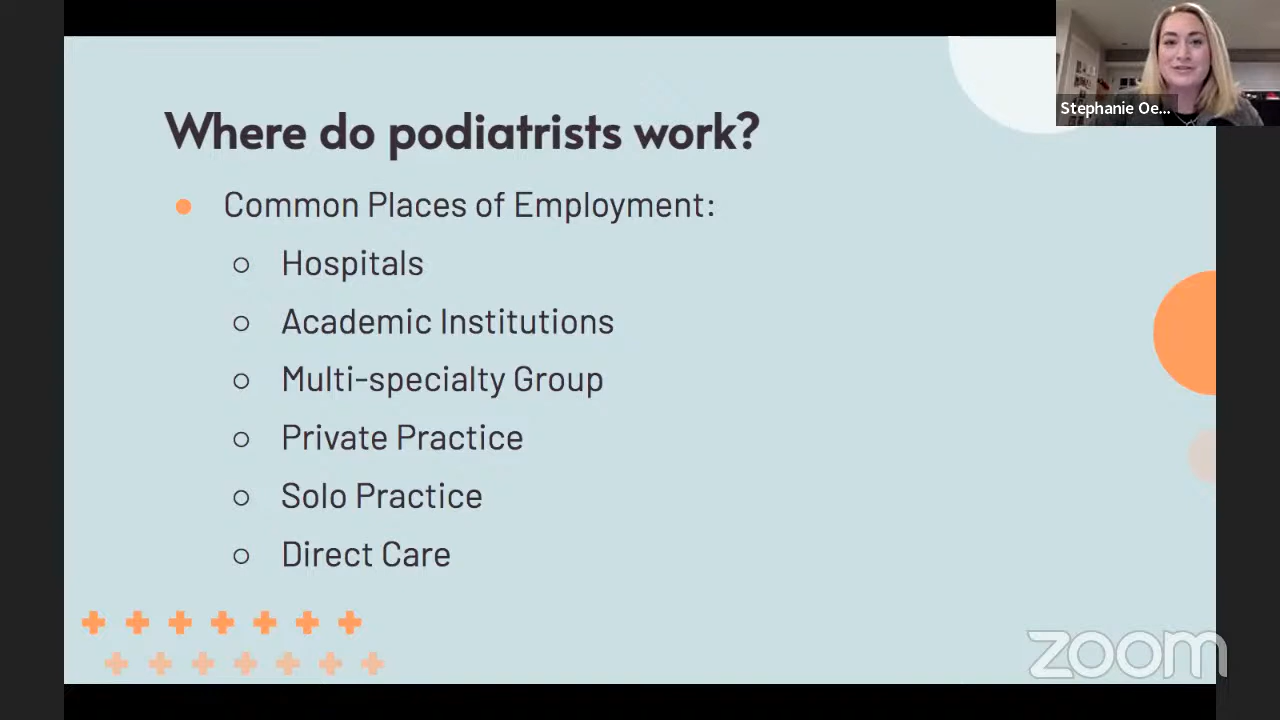 Stephanie Oe...
Where do podiatrists work?
Common Places of Employment:
Hospitals
Academic Institutions
Multi-specialty Group
Private Practice
Solo Practice
Direct Care
zoom